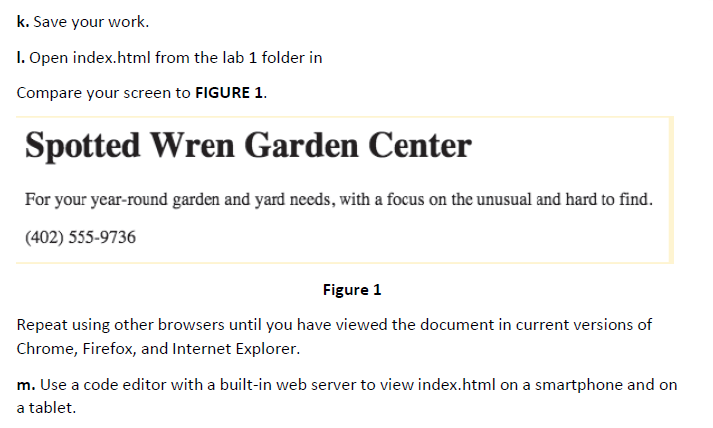 k. Save your work.
l. Open index.html from the lab 1 folder in
Compare your screen to FIGURE 1.
Spotted Wren Garden Center
For your year-round garden and yard needs, with a focus on the unusual and hard to find.
(402) 555-9736
Figure 1
Repeat using other browsers until you have viewed the document in current versions of
Chrome, Firefox, and Internet Explorer.
m. Use a code editor with a built-in web server to view index.html on a smartphone and on
a tablet.